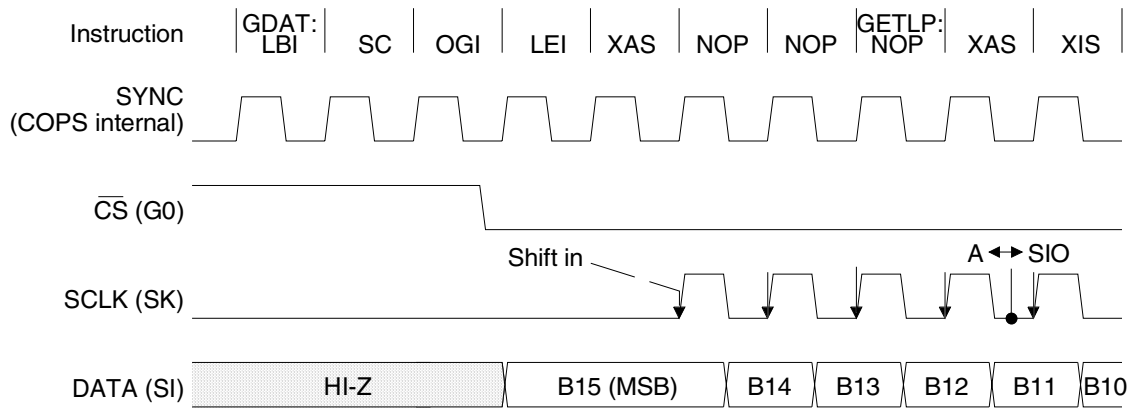 Instruction GDAT: LBI SC OGI LEI XAS NOP NOP GETLP: NOP XAS XIS
SYNC
(COPS internal)
CS (G0)
Shift in
A SIO
SCLK (SK)
DATA (SI) HI-Z B15 (MSB) B14 B13 B12 B11 B10